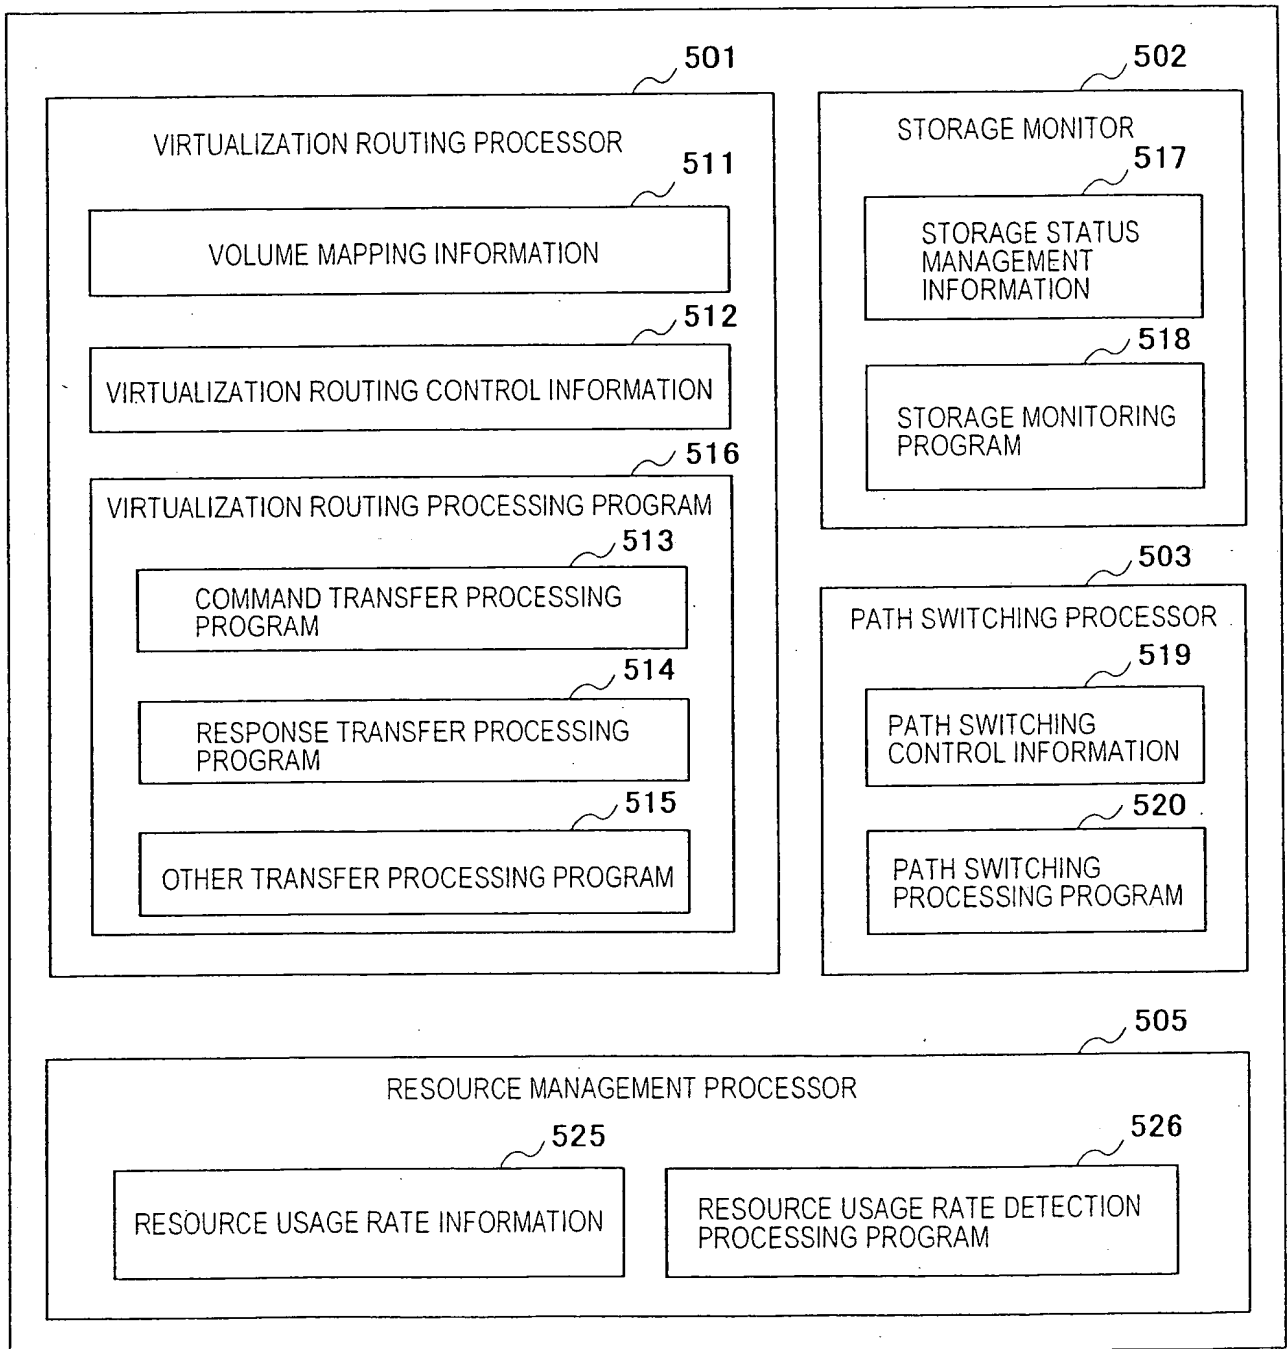 501
VIRTUALIZATION ROUTING PROCESSOR
511
VOLUME MAPPING INFORMATION
512
VIRTUALIZATION ROUTING CONTROL INFORMATION
516
VIRTUALIZATION ROUTING PROCESSING PROGRAM
513
COMMAND TRANSFER PROCESSING
PROGRAM
514
RESPONSE TRANSFER PROCESSING
PROGRAM
515
OTHER TRANSFER PROCESSING PROGRAM
502
STORAGE MONITOR
517
STORAGE STATUS
MANAGEMENT
INFORMATION
518
STORAGE MONITORING
PROGRAM
503
PATH SWITCHING PROCESSOR
519
PATH SWITCHING
CONTROL INFORMATION
520
PATH SWITCHING
PROCESSING PROGRAM
505
RESOURCE MANAGEMENT PROCESSOR
525
RESOURCE USAGE RATE INFORMATION
526
RESOURCE USAGE RATE DETECTION
PROCESSING PROGRAM